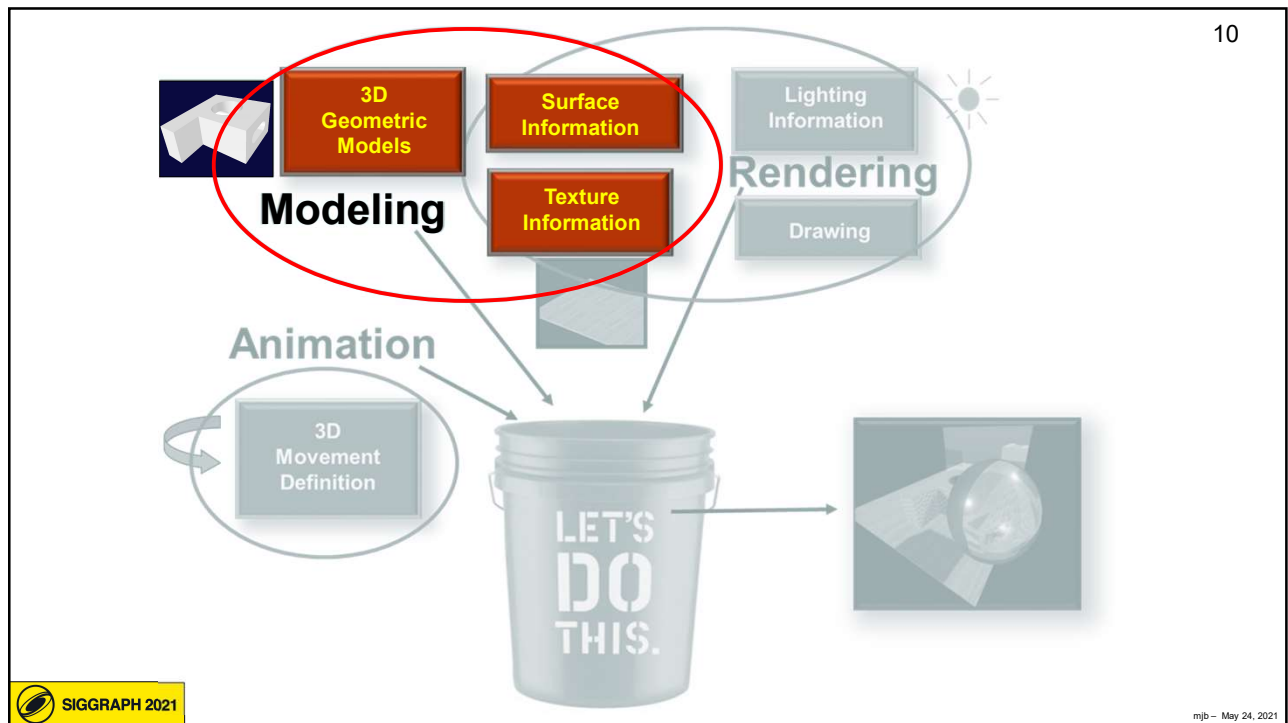 10
3D
Geometric
Models
Surface
Information
Lighting
Information
Rendering
Modeling
Texture
Information
Drawing
Animation
3D
Movement
Definition
LET'S
DO
THIS.
SIGGRAPH 2021
mjb – May 24, 2021